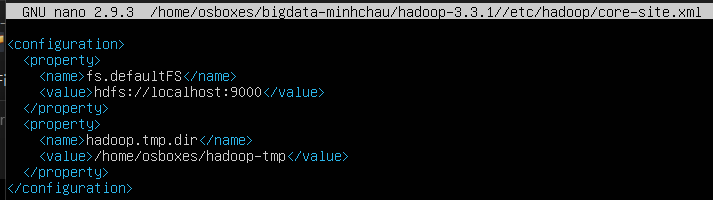 GNU nano 2.9.3 /home/osboxes/bigdata-minhchau/hadoop-3.3.1//etc/hadoop/core-site.xml
<configuration>
<property>
<name>fs.defaultFS</name>
<value>hdfs://localhost:9000</value>
</property>
<property>
<name>hadoop.tmp.dir</name>
<value>/home/osboxes/hadoop-tmp</value>
</property>
</configuration>